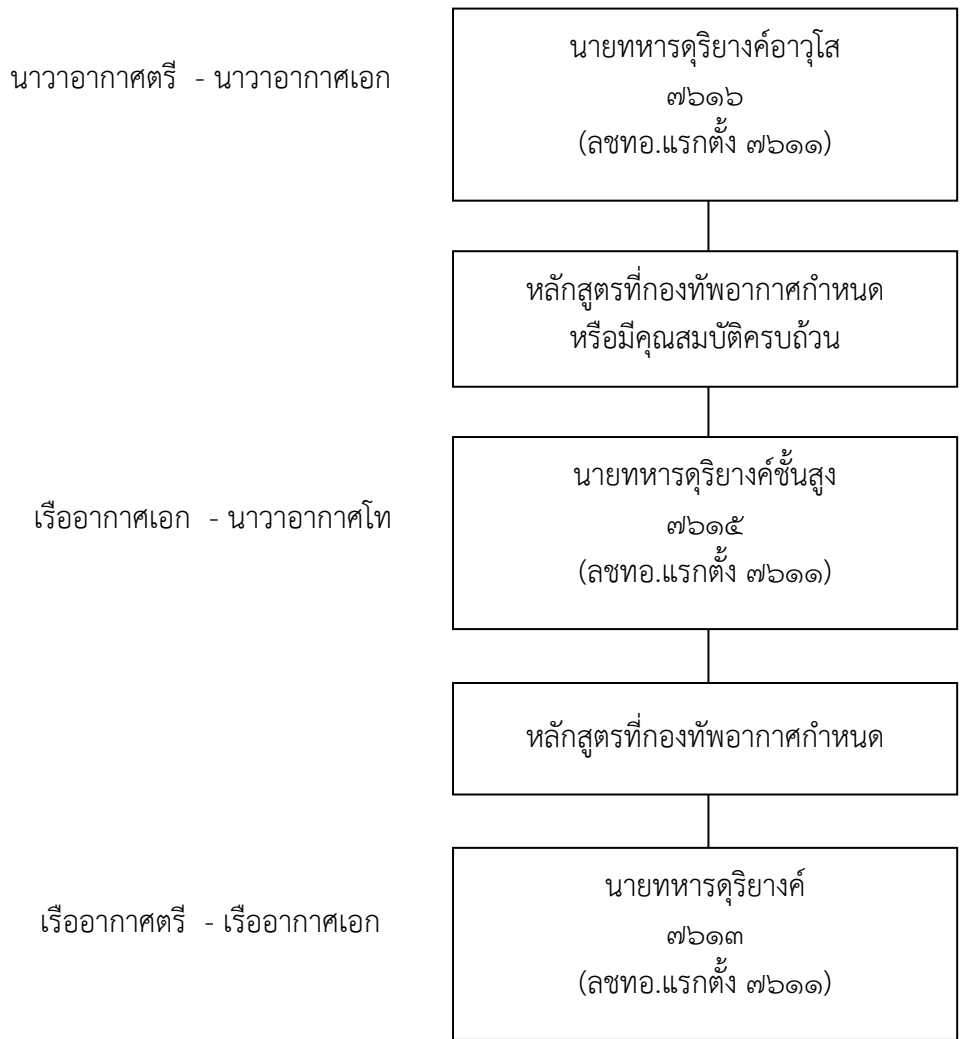 นายทหารดุริยางค์อาวุโส
นาวาอากาศตรี - นาวาอากาศเอก
๗๖๑๖
(ลชทอ.แรกตั้ง ๗๖๑๑)
หลักสูตรที่กองทัพอากาศกำหนด
หรือมีคุณสมบัติครบถ้วน
นายทหารดุริยางค์ชั้นสูง
เรืออากาศเอก - นาวาอากาศโท
๗๖๑๕
(ลชทอ.แรกตั้ง ๗๖๑๑)
หลักสูตรที่กองทัพอากาศกำหนด
นายทหารดุริยางค์
เรืออากาศตรี - เรืออากาศเอก
๗๖๑๓
(ลชทอ.แรกตั้ง ๗๖๑๑)